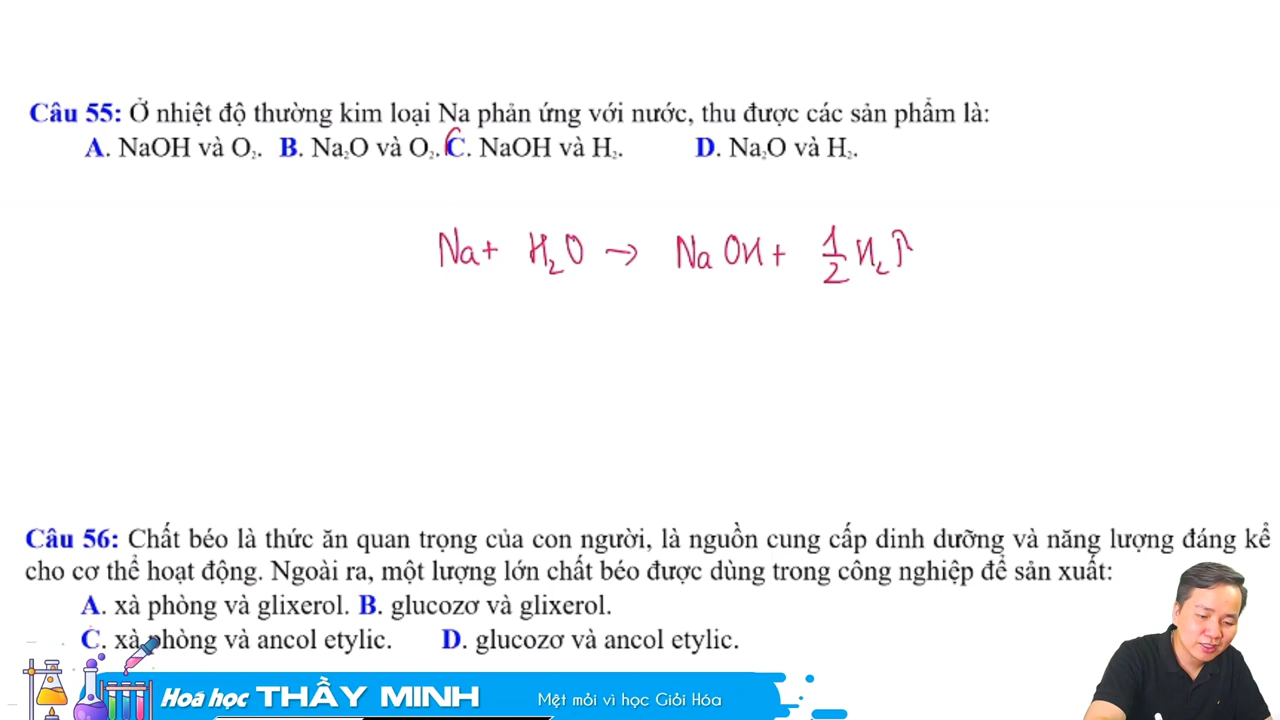 Câu 55: Ở nhiệt độ thường kim loại Na phản ứng với nước, thu được các sản phẩm là:
A. NaOH và O₂. B. Na₂O và O₂. C. NaOH và H₂. D. Na₂O và H₂.
Na + H₂O → NaOH + 1/2 H₂ ↑
Câu 56: Chất béo là thức ăn quan trọng của con người, là nguồn cung cấp dinh dưỡng và năng lượng đáng kể
cho cơ thể hoạt động. Ngoài ra, một lượng lớn chất béo được dùng trong công nghiệp để sản xuất:
A. xà phòng và glixerol. B. glucozơ và glixerol.
C. xà phòng và ancol etylic. D. glucozơ và ancol etylic.
Hoá học THẦY MINH Mệt mỏi vì học Giỏi Hóa